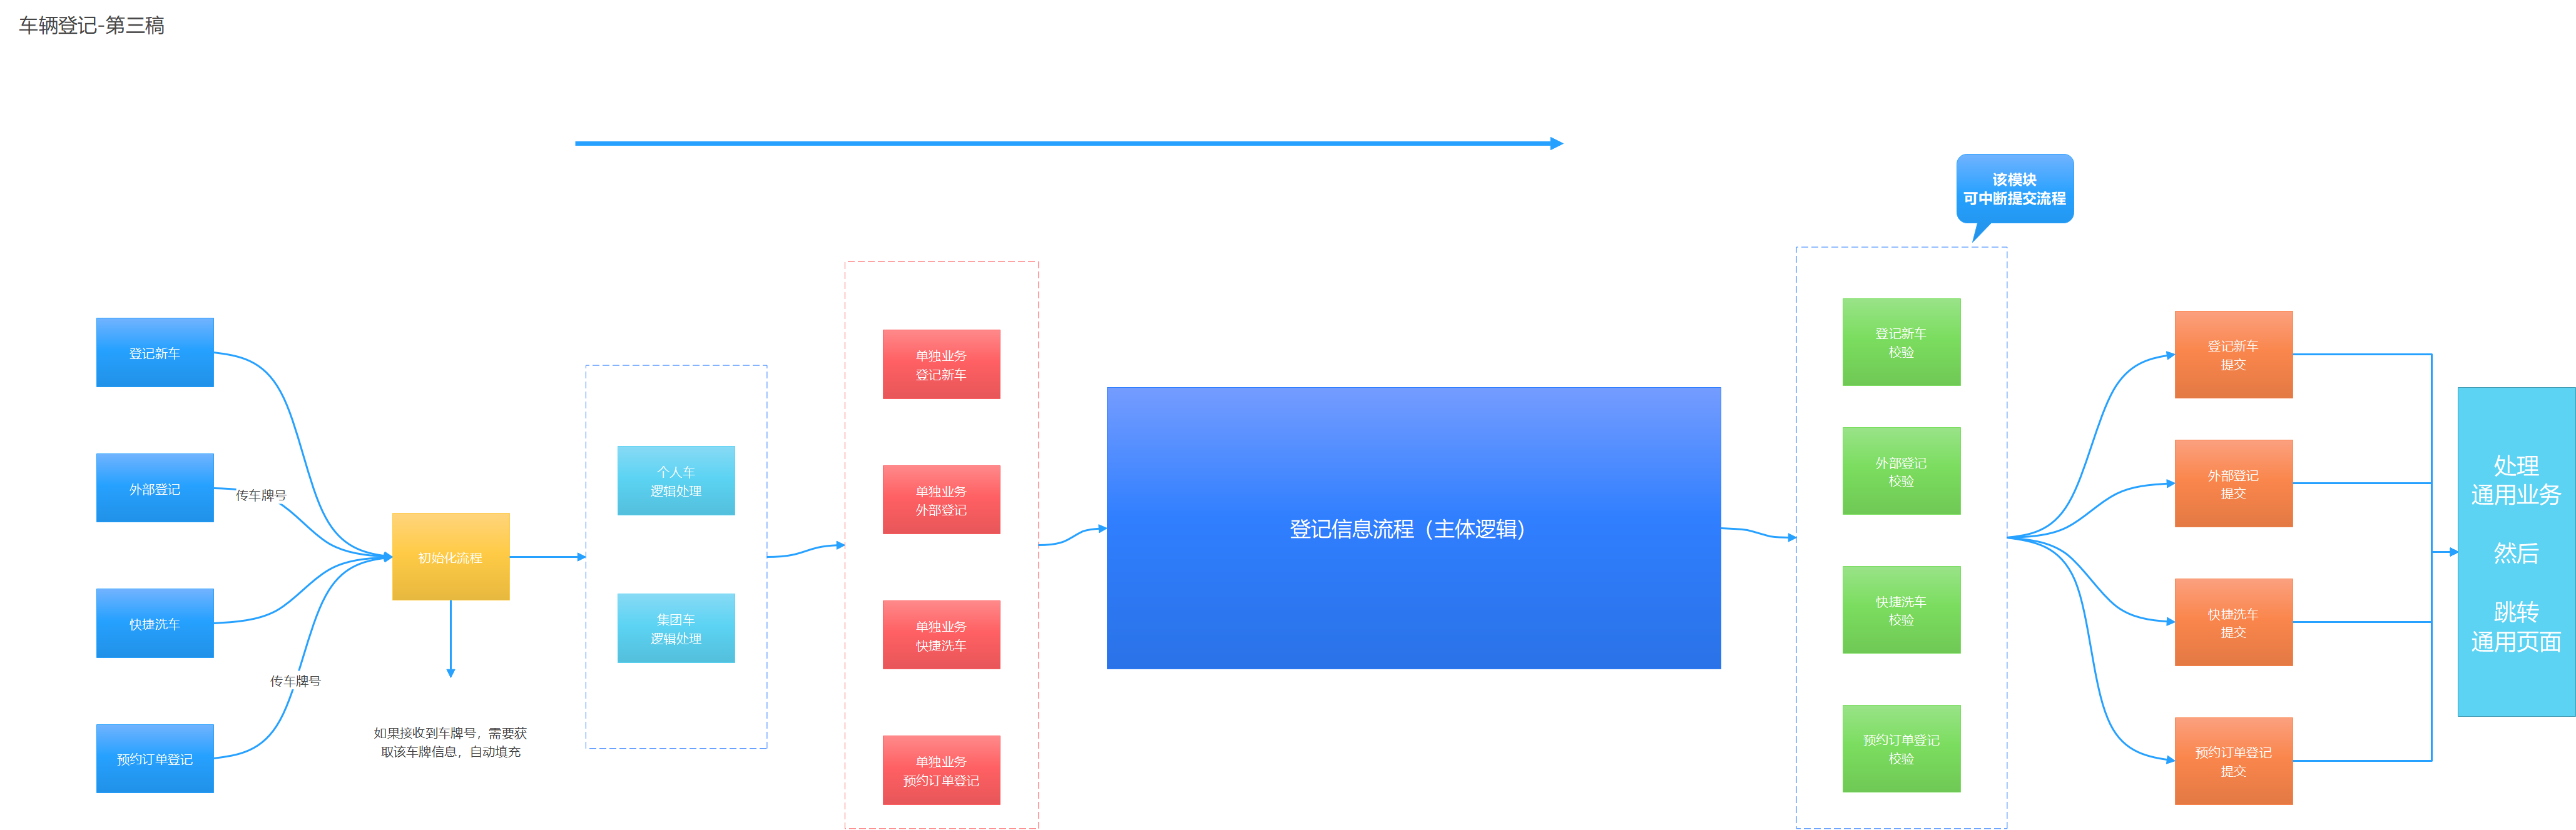 车辆登记-第三稿
该模块
可中断提交流程
登记新车
外部登记
快捷洗车
预约订单登记
传车牌号
传车牌号
初始化流程
如果接收到车牌号，需要获
取该车牌信息，自动填充
个人车
逻辑处理
集团车
逻辑处理
单独业务
登记新车
单独业务
外部登记
单独业务
快捷洗车
单独业务
预约订单登记
登记信息流程（主体逻辑）
登记新车
校验
外部登记
校验
快捷洗车
校验
预约订单登记
校验
登记新车
提交
外部登记
提交
快捷洗车
提交
预约订单登记
提交
处理
通用业务
然后
跳转
通用页面